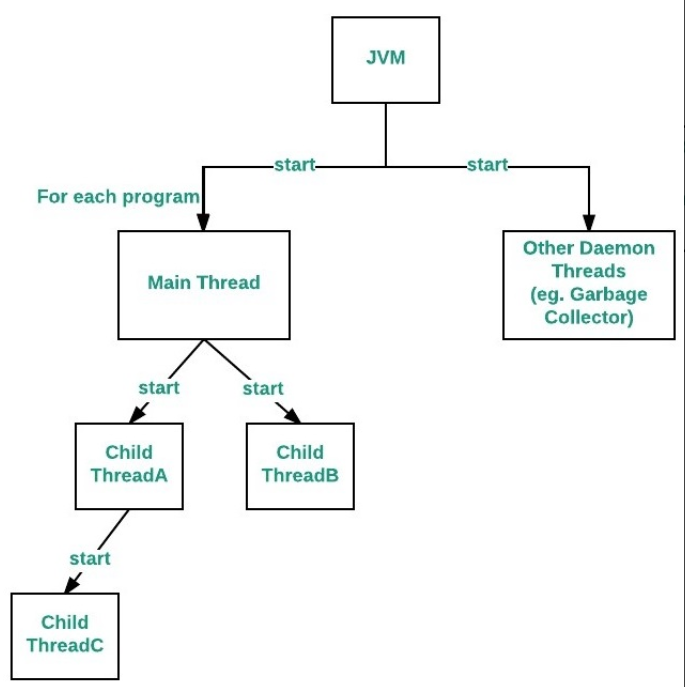 JVM
start
start
For each program
Main Thread
Other Daemon
Threads
(eg. Garbage
Collector)
start
start
Child
ThreadA
Child
ThreadB
start
Child
ThreadC